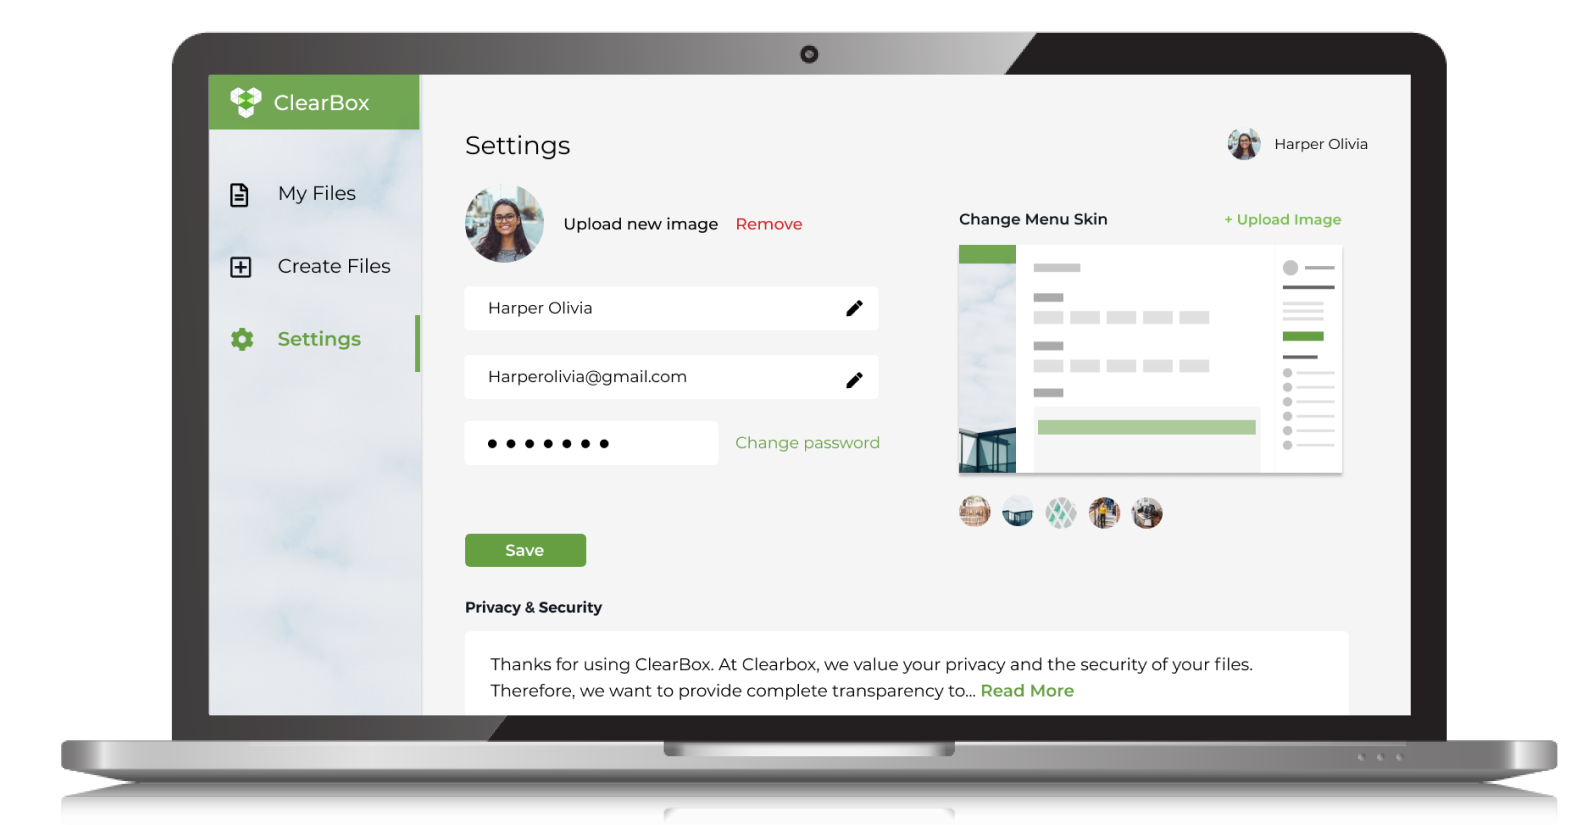 ClearBox
My Files
Create Files
Settings
Settings
Harper Olivia
Upload new image Remove
Harper Olivia
Harperolivia@gmail.com
Change password
Save
Change Menu Skin + Upload Image
Privacy & Security
Thanks for using ClearBox. At Clearbox, we value your privacy and the security of your files.
Therefore, we want to provide complete transparency to... Read More